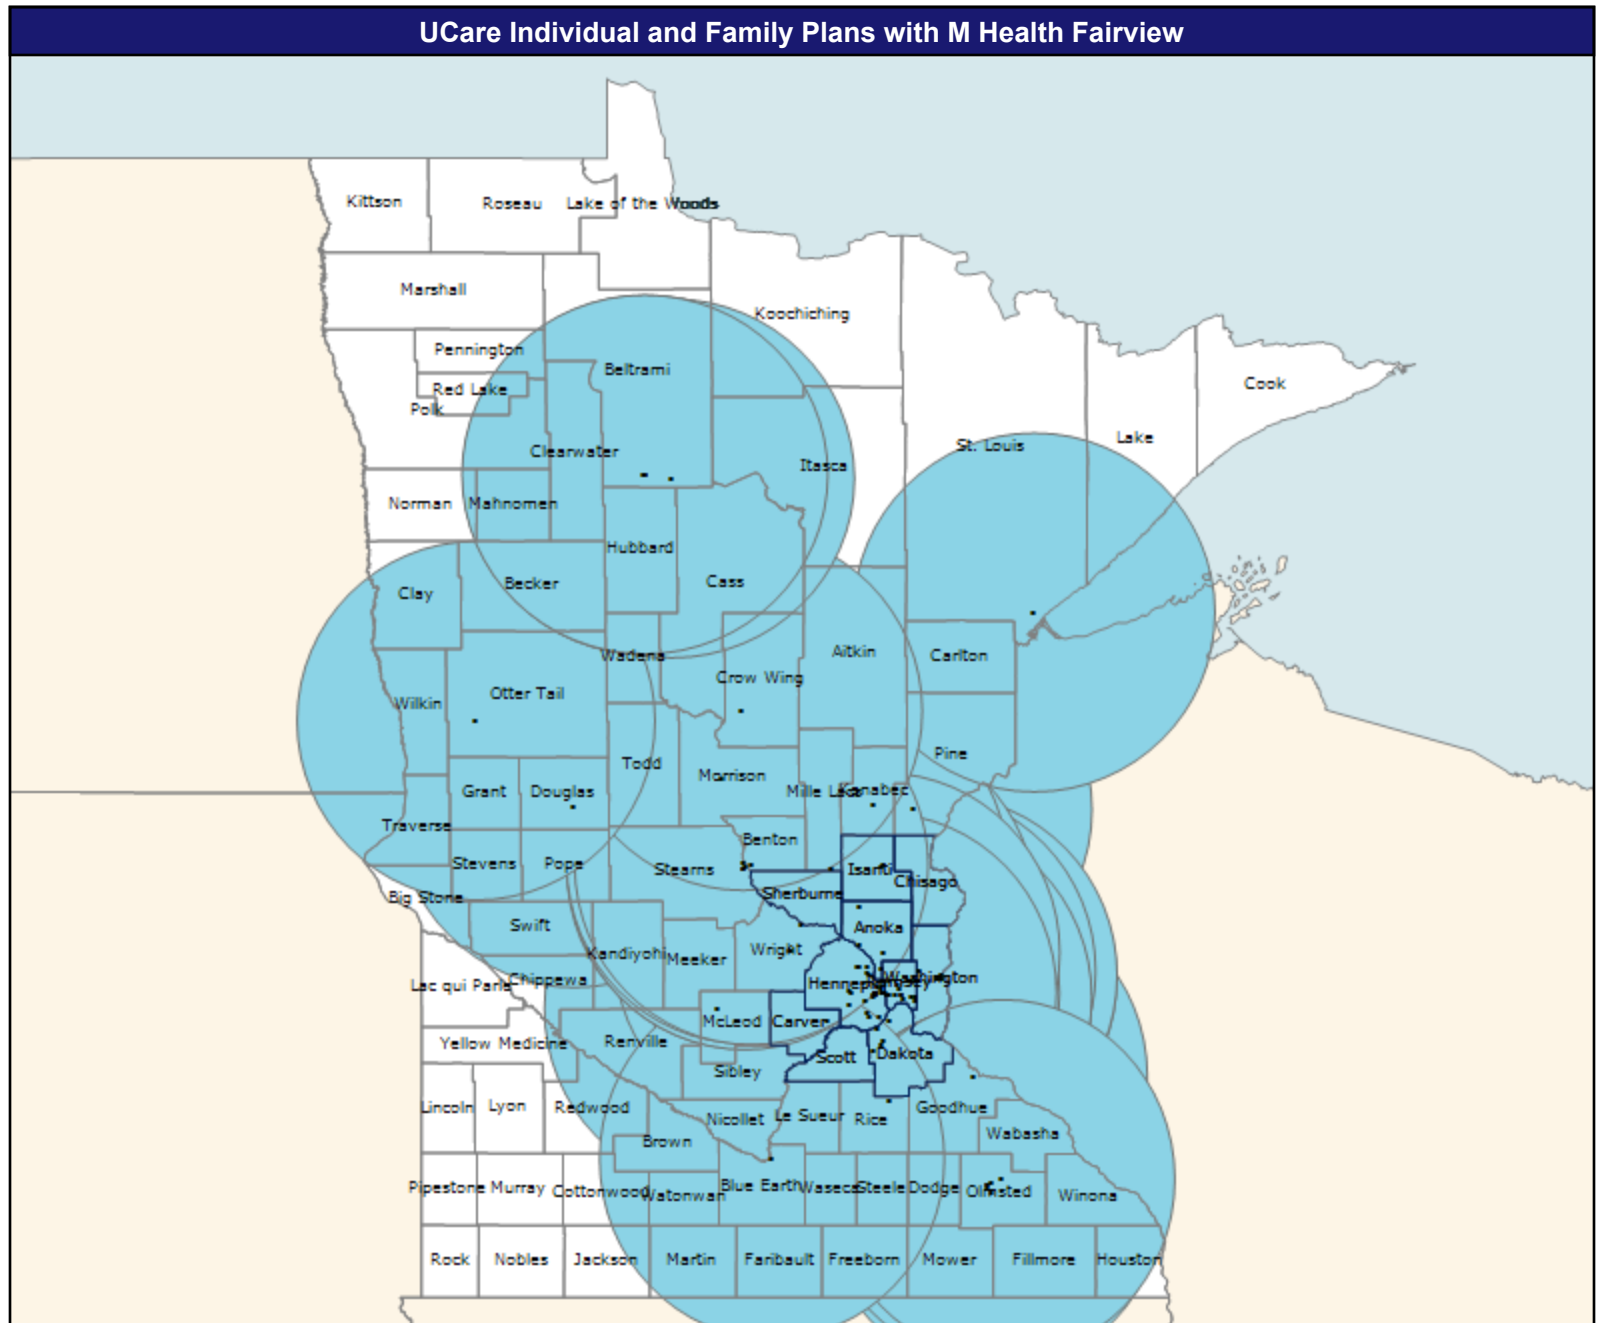 UCare Individual and Family Plans with M Health Fairview
Kittson
Roseau
Lake of the Woods
Marshall
Koochiching
Pennington
Beltrami
Red Lake
Polk
Cook
Lake
St. Louis
Clearwater
Itasca
Norman
Mahnomen
Hubbard
Cass
Becker
Clay
Wadena
Aitkin
Carlton
Crow Wing
Otter Tail
Wilkin
Pine
Todd
Morrison
Grant
Douglas
Mille Lacs
Kanabec
Traverse
Benton
Stevens
Pope
Stearns
Isanti
Chisago
Big Stone
Sherburne
Swift
Anoka
Kandiyohi
Meeker
Wright
Lac qui Parle
Chippewa
Hennepin
Ramsey
Washington
McLeod
Carver
Yellow Medicine
Renville
Scott
Dakota
Sibley
Lincoln
Lyon
Redwood
Nicollet
Le Sueur
Rice
Goodhue
Brown
Wabasha
Pipestone
Murray
Cottonwood
Watonwan
Blue Earth
Waseca
Steele
Dodge
Olmsted
Winona
Rock
Nobles
Jackson
Martin
Faribault
Freeborn
Mower
Fillmore
Houston